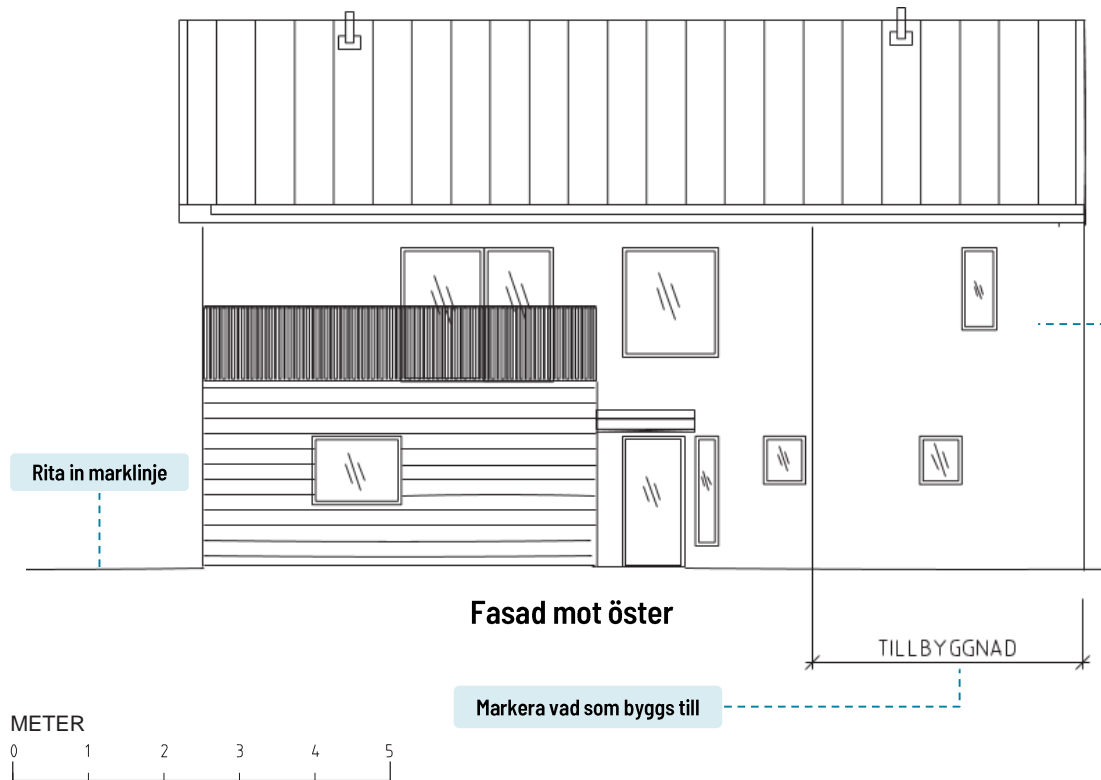 Rita in marklinje
Fasad mot öster
TILLBYGGNAD
Markera vad som byggs till
METER
0 1 2 3 4 5